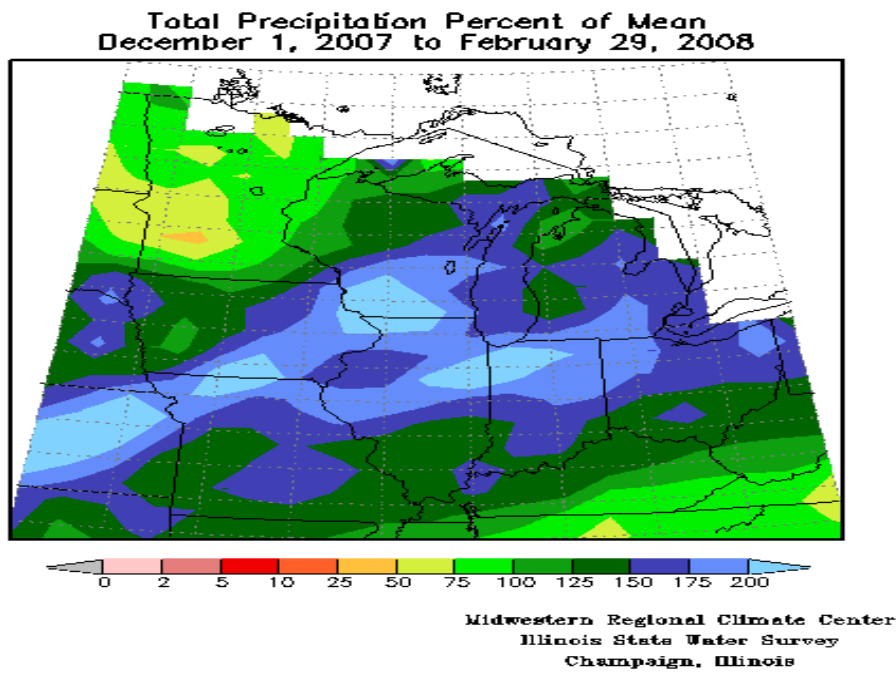 Total Precipitation Percent of Mean
December 1, 2007 to February 29, 2008
0 2 5 10 25 50 75 100 125 150 175 200
Midwestern Regional Climate Center
Illinois State Water Survey
Champaign, Illinois